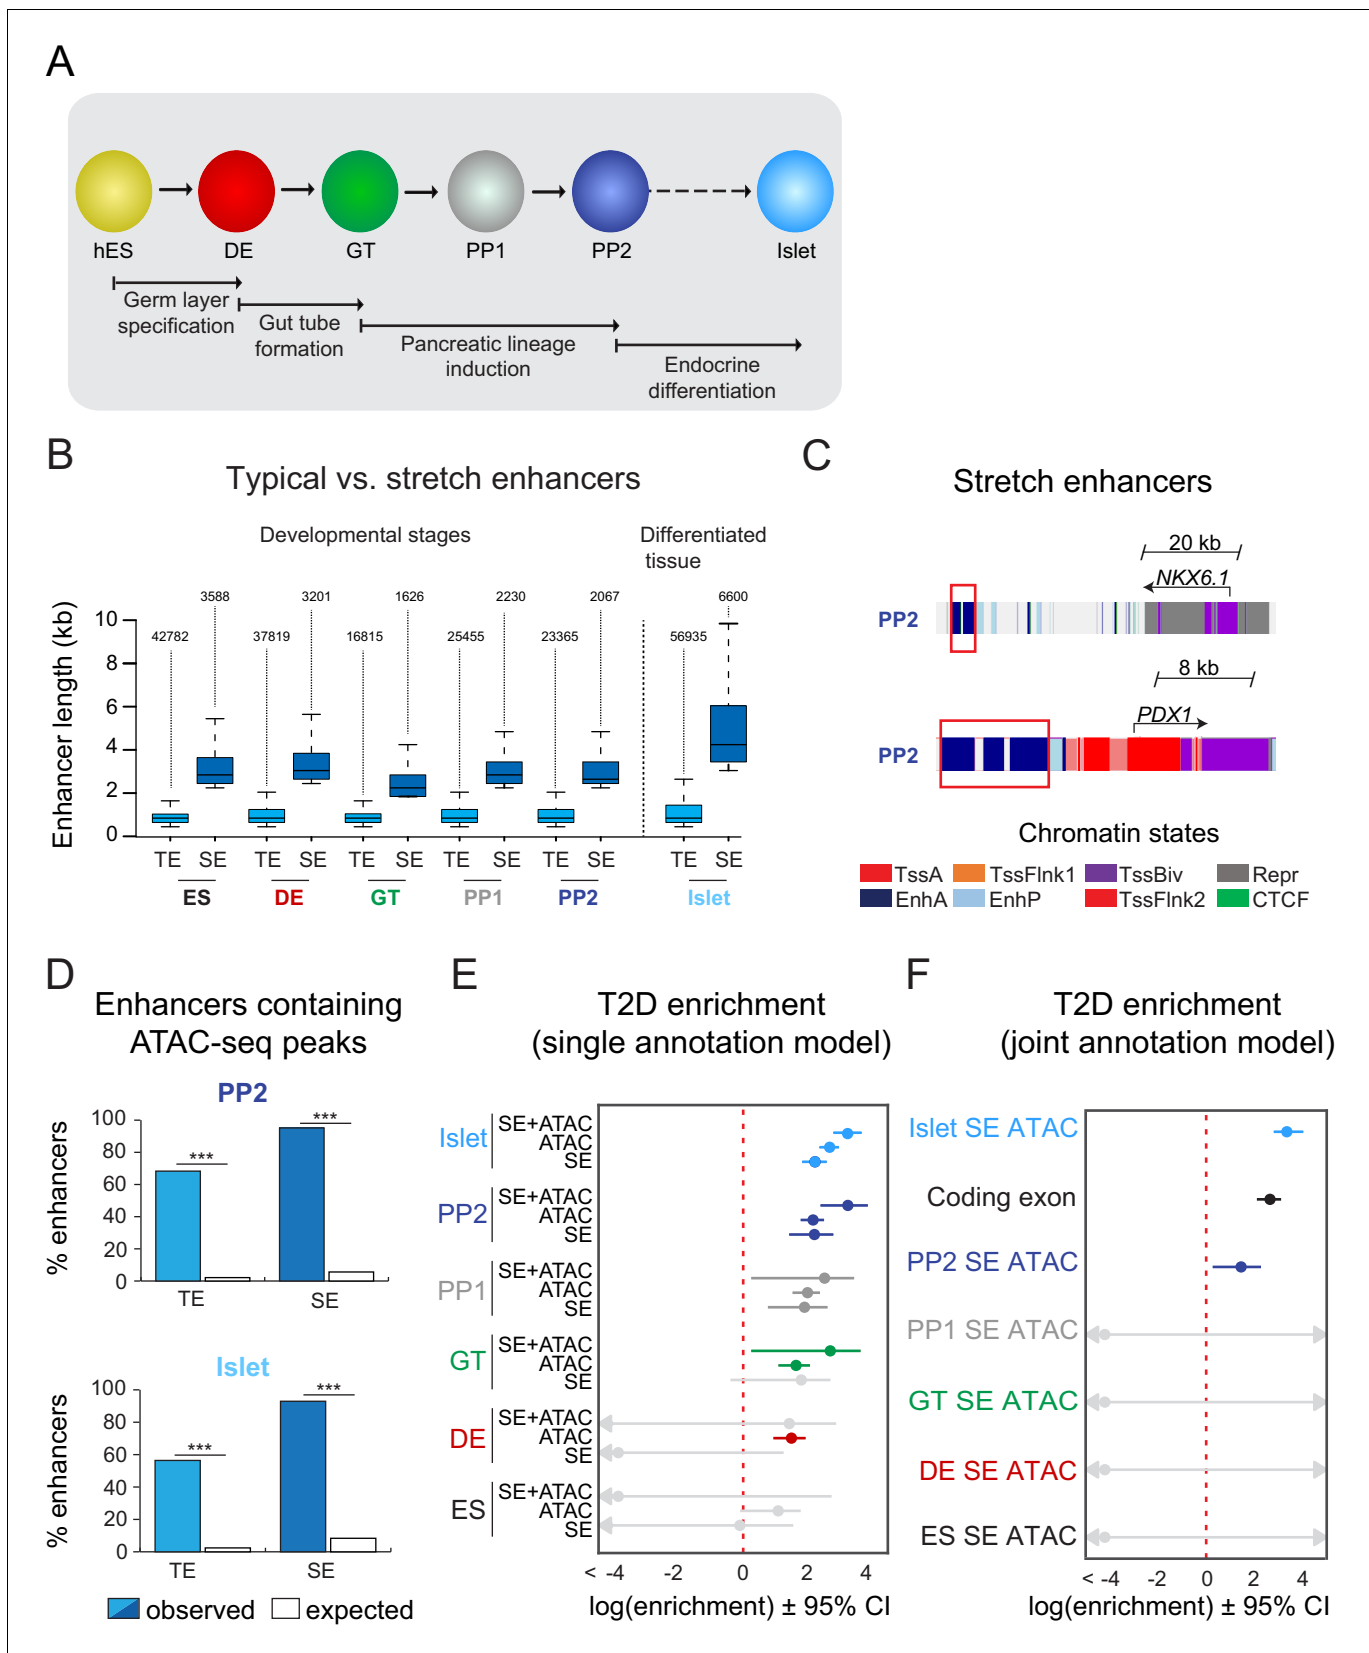 A
hES DE GT PP1 PP2 Islet
Germ layer
specification
Gut tube
formation
Pancreatic lineage
induction
Endocrine
differentiation
B
Typical vs. stretch enhancers
Developmental stages
Differentiated
tissue
Enhancer length (kb)
10
8
6
4
2
0
42782 3588 37819 3201 16815 1626 25455 2230 23365 2067 56935 6600
TE SE TE SE TE SE TE SE TE SE TE SE
ES DE GT PP1 PP2 Islet
C
Stretch enhancers
20 kb
NKX6.1
PP2
8 kb
PDX1
PP2
Chromatin states
TssA TssFlnk1 TssBiv Repr
EnhA EnhP TssFlnk2 CTCF
D
Enhancers containing
ATAC-seq peaks
PP2
% enhancers
100
80
60
40
20
0
***
***
TE SE
Islet
% enhancers
100
80
60
40
20
0
***
***
TE SE
observed expected
E
T2D enrichment
(single annotation model)
Islet
SE+ATAC
ATAC
SE
PP2
SE+ATAC
ATAC
SE
PP1
SE+ATAC
ATAC
SE
GT
SE+ATAC
ATAC
SE
DE
SE+ATAC
ATAC
SE
ES
SE+ATAC
ATAC
SE
< -4 -2 0 2 4
log(enrichment) ± 95% CI
F
T2D enrichment
(joint annotation model)
Islet SE ATAC
Coding exon
PP2 SE ATAC
PP1 SE ATAC
GT SE ATAC
DE SE ATAC
ES SE ATAC
< -4 -2 0 2 4
log(enrichment) ± 95% CI